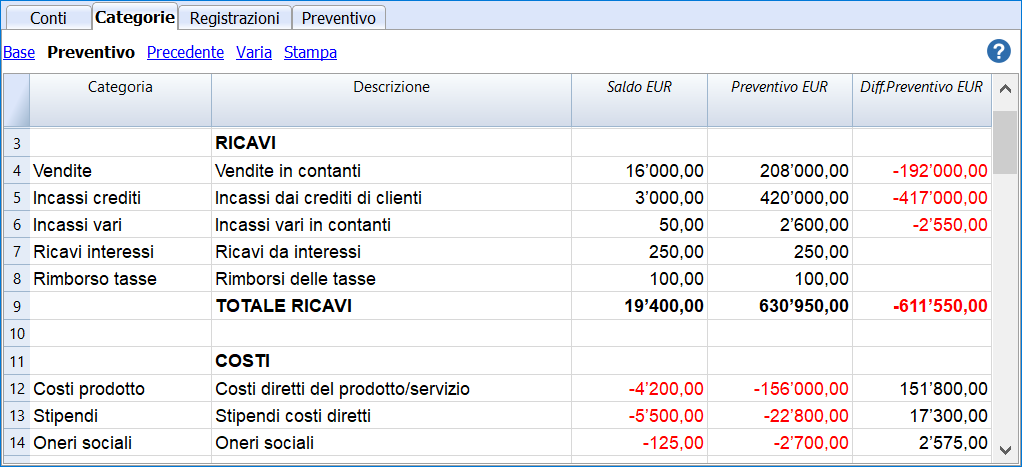 Conti Categorie Registrazioni Preventivo
Base Preventivo Precedente Varia Stampa ?
Categoria Descrizione Saldo EUR Preventivo EUR Diff.Preventivo EUR
3 RICAVI
4 Vendite Vendite in contanti 16’000,00 208’000,00 -192’000,00
5 Incassi crediti Incassi dai crediti di clienti 3’000,00 420’000,00 -417’000,00
6 Incassi vari Incassi vari in contanti 50,00 2’600,00 -2’550,00
7 Ricavi interessi Ricavi da interessi 250,00 250,00
8 Rimborso tasse Rimborsi delle tasse 100,00 100,00
9 TOTALE RICAVI 19’400,00 630’950,00 -611’550,00
10
11 COSTI
12 Costi prodotto Costi diretti del prodotto/servizio -4’200,00 -156’000,00 151’800,00
13 Stipendi Stipendi costi diretti -5’500,00 -22’800,00 17’300,00
14 Oneri sociali Oneri sociali -125,00 -2’700,00 2’575,00